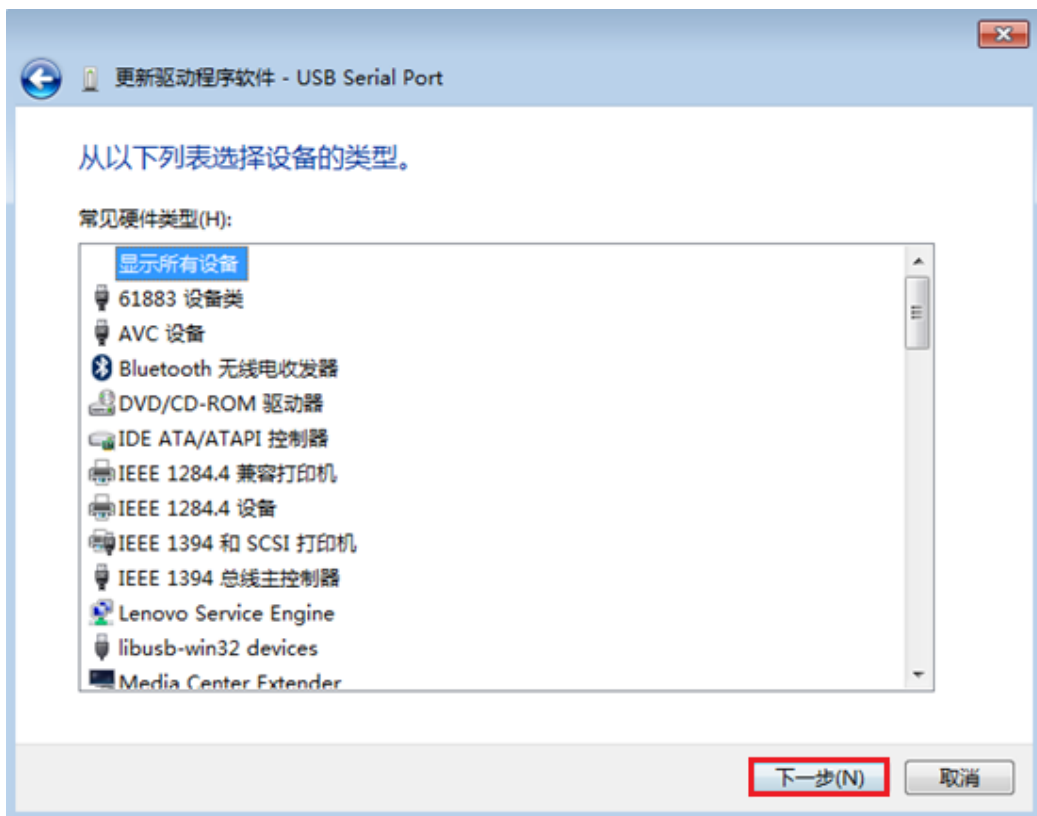 更新驱动程序软件 - USB Serial Port
从以下列表选择设备的类型。
常见硬件类型(H):
显示所有设备
61883 设备类
AVC 设备
Bluetooth 无线电收发器
DVD/CD-ROM 驱动器
IDE ATA/ATAPI 控制器
IEEE 1284.4 兼容打印机
IEEE 1284.4 设备
IEEE 1394 和 SCSI 打印机
IEEE 1394 总线主控制器
Lenovo Service Engine
libusb-win32 devices
Media Center Extender
下一步(N) 取消